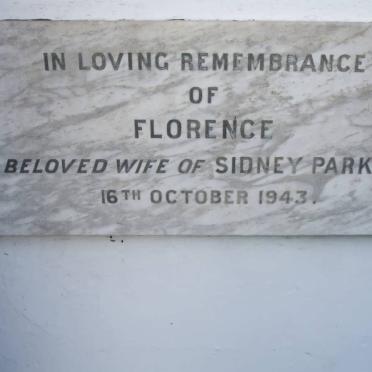 IN LOVING REMEMBRANCE
OF
FLORENCE
BELOVED WIFE OF SIDNEY PARK
16TH OCTOBER 1943.